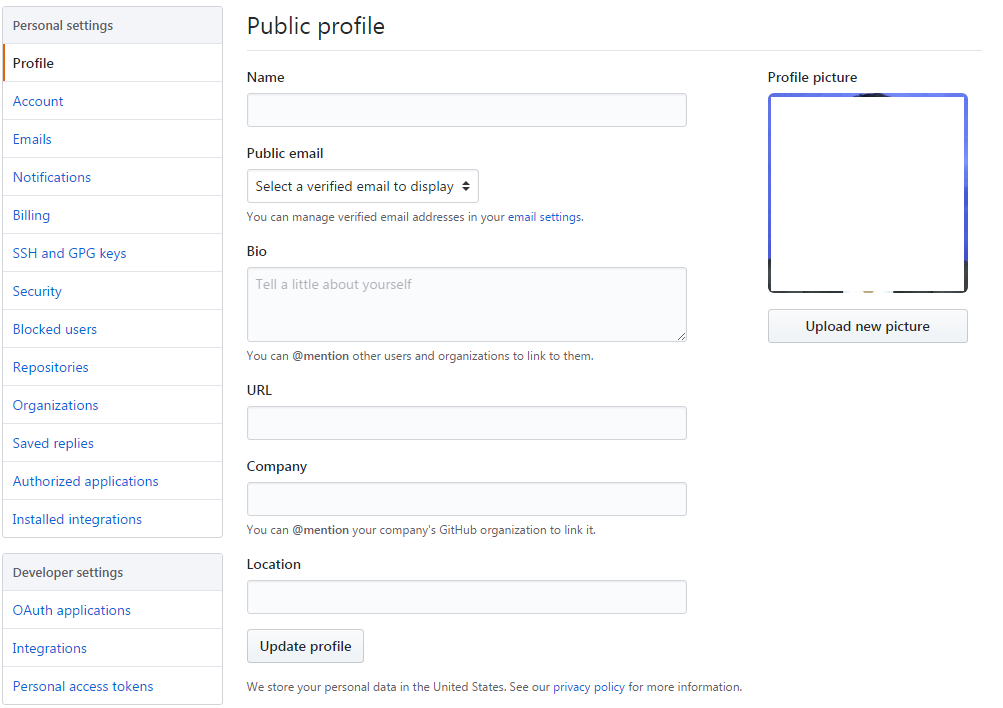 Personal settings
Profile
Account
Emails
Notifications
Billing
SSH and GPG keys
Security
Blocked users
Repositories
Organizations
Saved replies
Authorized applications
Installed integrations
Developer settings
OAuth applications
Integrations
Personal access tokens
Public profile
Name
Public email
Select a verified email to display
You can manage verified email addresses in your email settings.
Bio
Tell a little about yourself
You can @mention other users and organizations to link to them.
URL
Company
You can @mention your company's GitHub organization to link it.
Location
Update profile
We store your personal data in the United States. See our privacy policy for more information.
Profile picture
Upload new picture